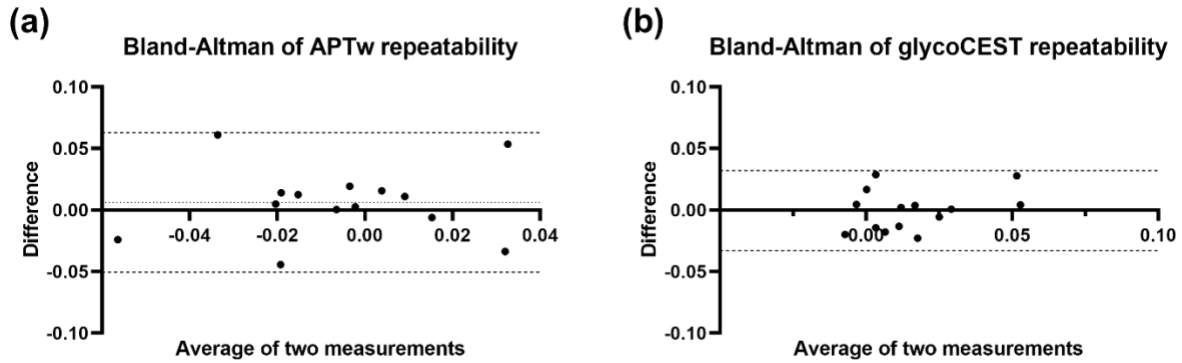 (a)
Bland-Altman of APTw repeatability
0.10
0.05
0.00
-0.05
-0.10
Difference
-0.04
-0.02
0.00
0.02
0.04
Average of two measurements
(b)
Bland-Altman of glycoCEST repeatability
0.10
0.05
0.00
-0.05
-0.10
Difference
0.00
0.05
0.10
Average of two measurements